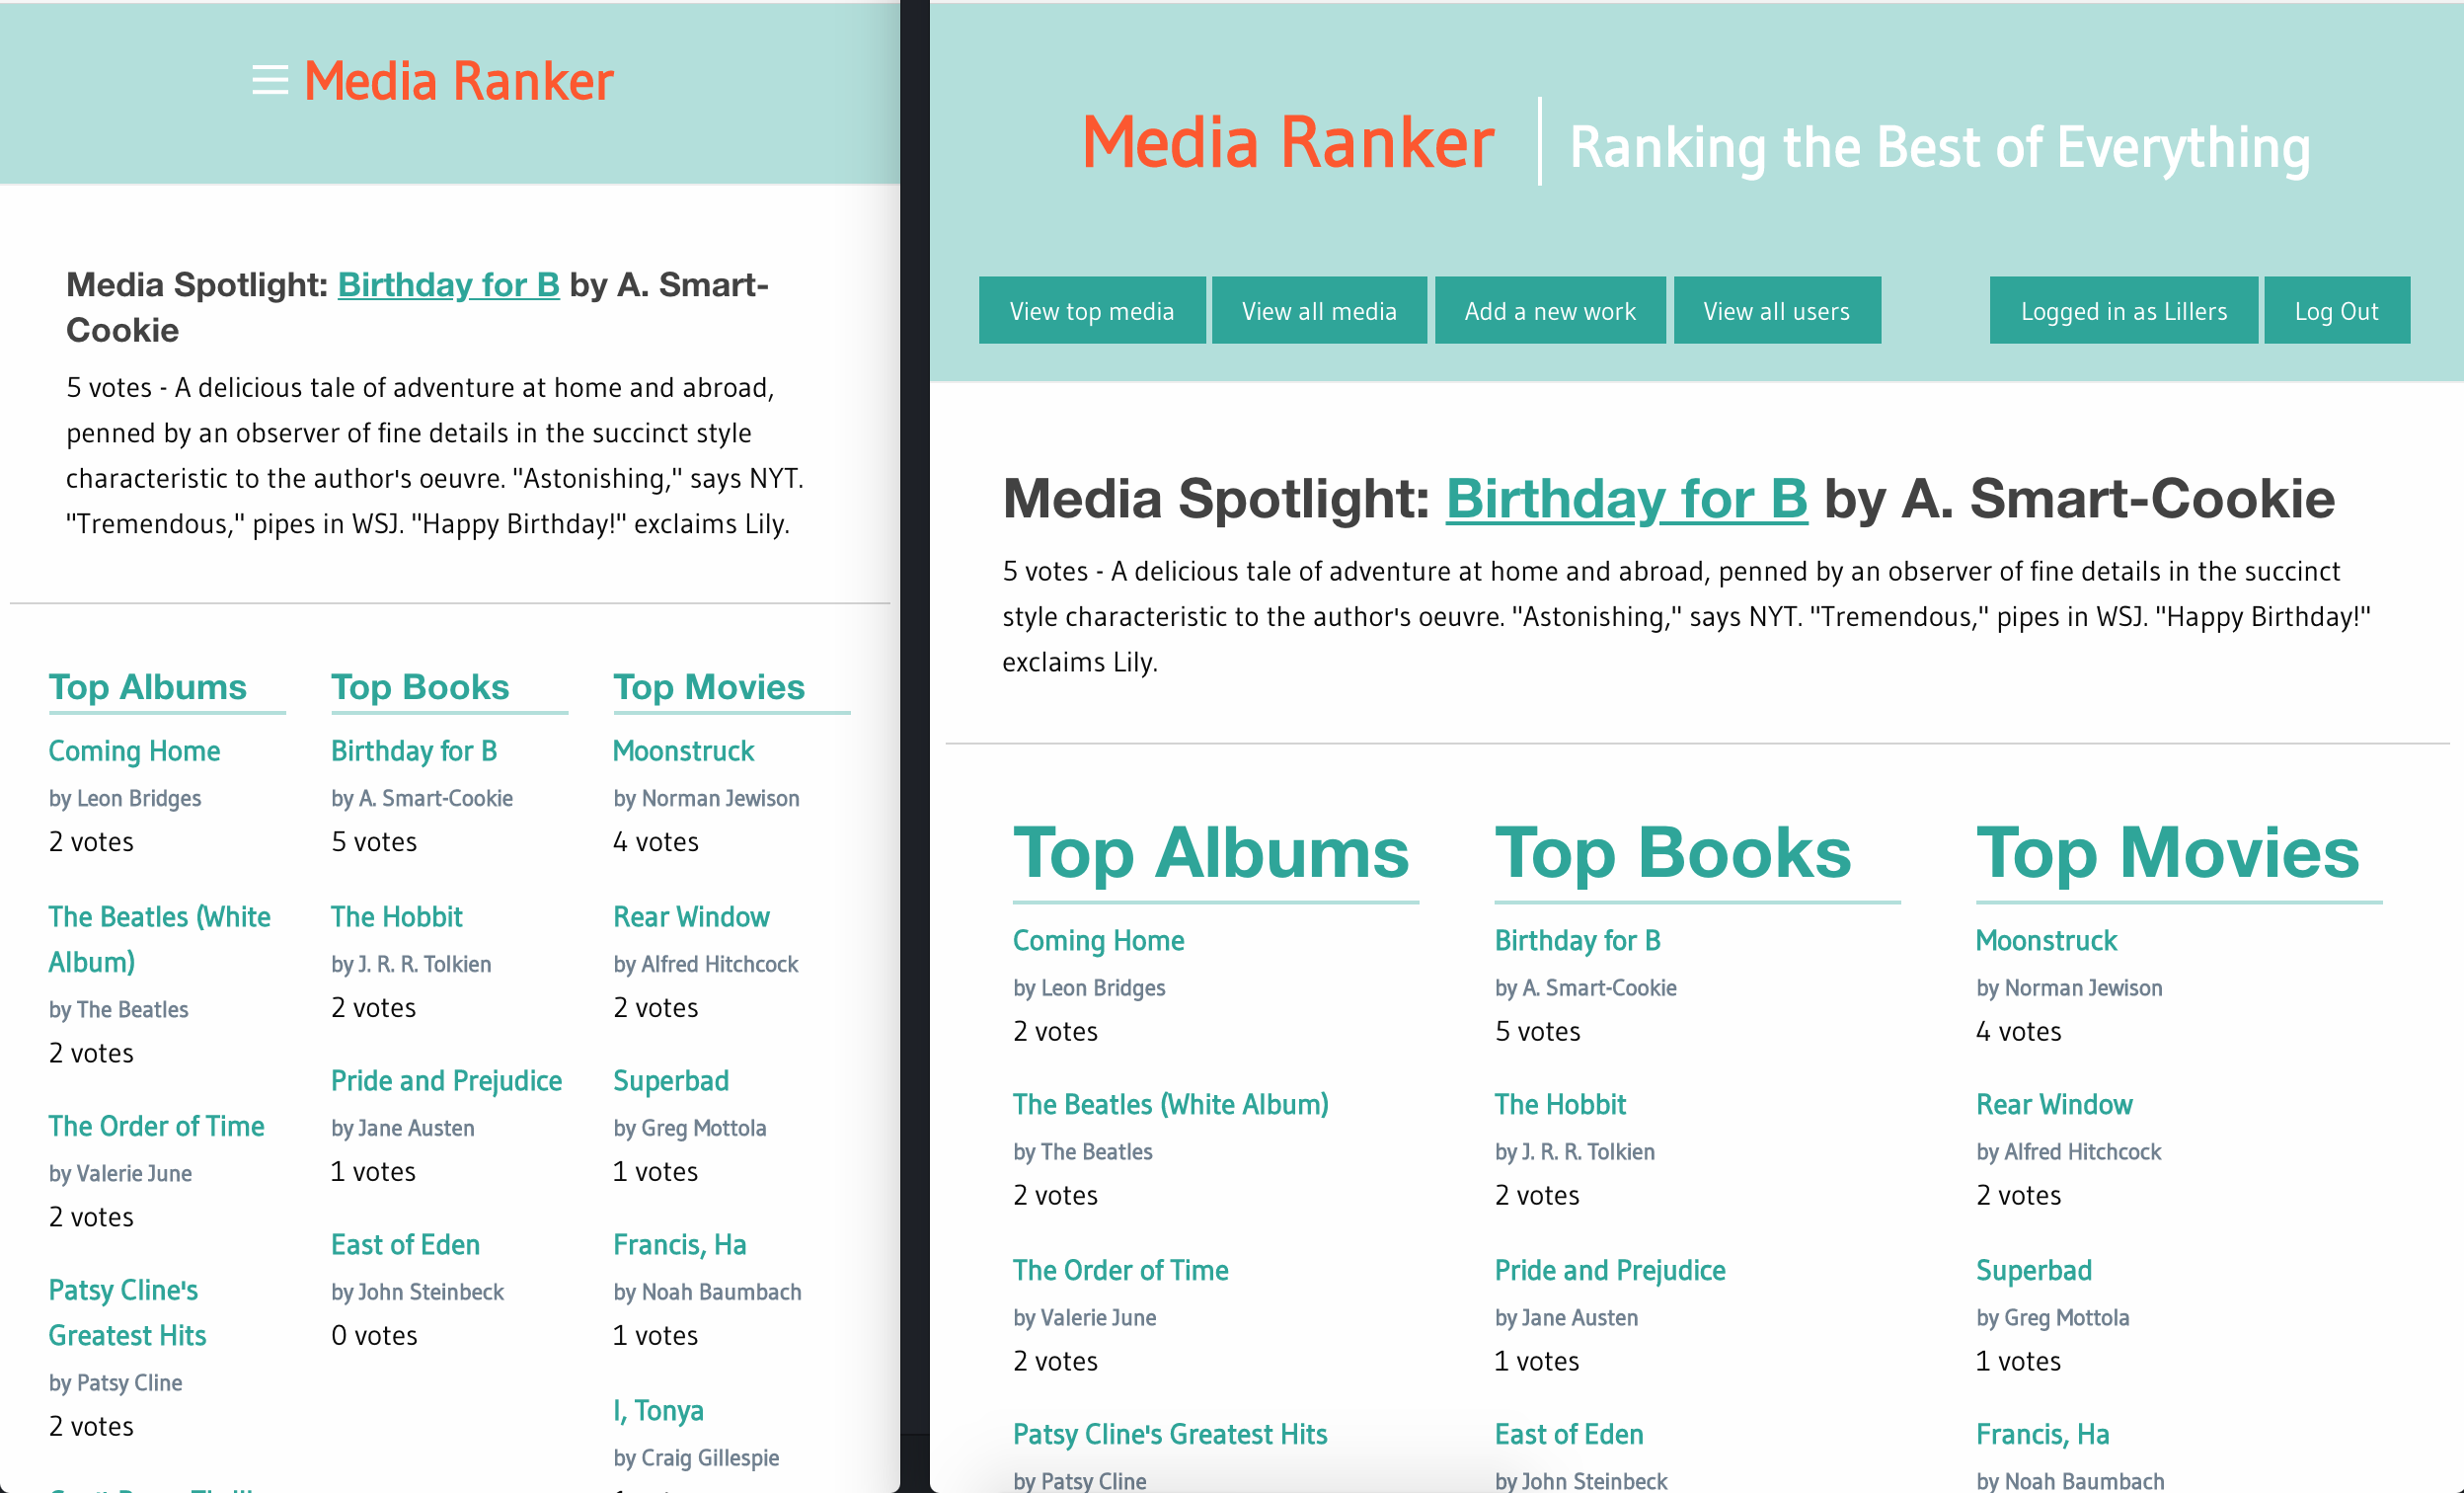 Media Ranker
Media Spotlight: Birthday for B by A. Smart-
Cookie
5 votes - A delicious tale of adventure at home and abroad,
penned by an observer of fine details in the succinct style
characteristic to the author's oeuvre. "Astonishing," says NYT.
"Tremendous," pipes in WSJ. "Happy Birthday!" exclaims Lily.
Top Albums
Coming Home
by Leon Bridges
2 votes
The Beatles (White
Album)
by The Beatles
2 votes
The Order of Time
by Valerie June
2 votes
Patsy Cline's
Greatest Hits
by Patsy Cline
2 votes
Top Books
Birthday for B
by A. Smart-Cookie
5 votes
The Hobbit
by J. R. R. Tolkien
2 votes
Pride and Prejudice
by Jane Austen
1 votes
East of Eden
by John Steinbeck
0 votes
Top Movies
Moonstruck
by Norman Jewison
4 votes
Rear Window
by Alfred Hitchcock
2 votes
Superbad
by Greg Mottola
1 votes
Francis, Ha
by Noah Baumbach
1 votes
I, Tonya
by Craig Gillespie
Media Ranker
Ranking the Best of Everything
View top media
View all media
Add a new work
View all users
Logged in as Lillers
Log Out
Media Spotlight: Birthday for B by A. Smart-Cookie
5 votes - A delicious tale of adventure at home and abroad, penned by an observer of fine details in the succinct
style characteristic to the author's oeuvre. "Astonishing," says NYT. "Tremendous," pipes in WSJ. "Happy Birthday!"
exclaims Lily.
Top Albums
Coming Home
by Leon Bridges
2 votes
The Beatles (White Album)
by The Beatles
2 votes
The Order of Time
by Valerie June
2 votes
Patsy Cline's Greatest Hits
by Patsy Cline
Top Books
Birthday for B
by A. Smart-Cookie
5 votes
The Hobbit
by J. R. R. Tolkien
2 votes
Pride and Prejudice
by Jane Austen
1 votes
East of Eden
by John Steinbeck
Top Movies
Moonstruck
by Norman Jewison
4 votes
Rear Window
by Alfred Hitchcock
2 votes
Superbad
by Greg Mottola
1 votes
Francis, Ha
by Noah Baumbach